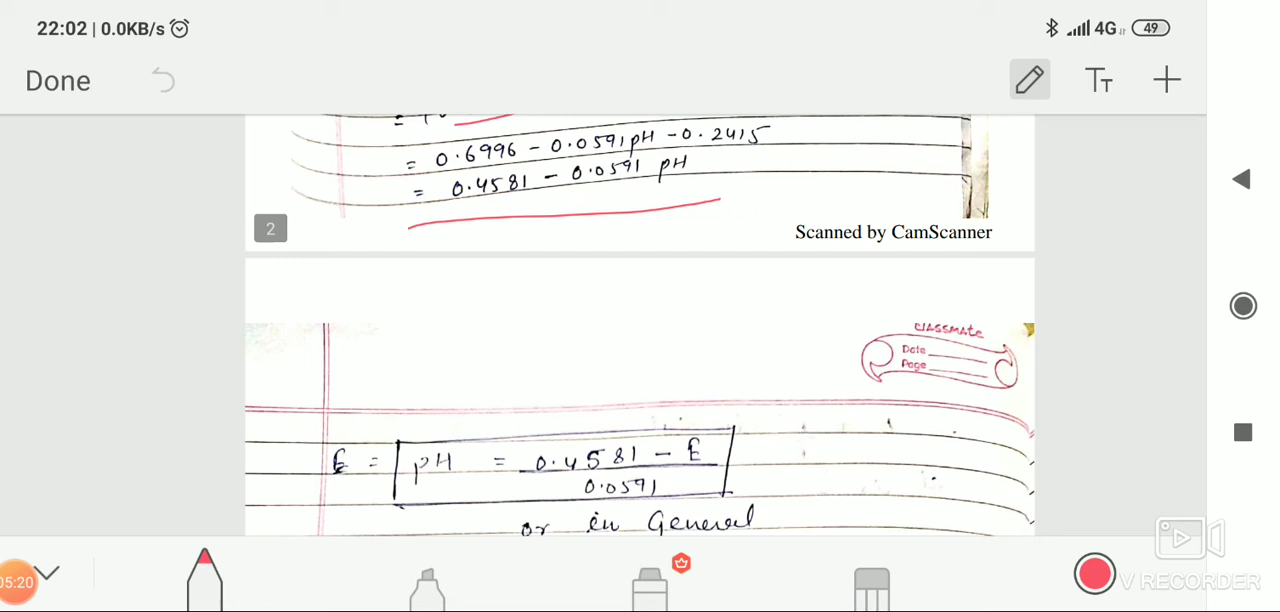 22:02 | 0.0KB/s
4G 49
Done
TT
= 0.6996 - 0.0591 pH - 0.2415
= 0.4581 - 0.0591 pH
2
Scanned by CamScanner
classmate
Date
Page
E = pH = 0.4581 - E
0.0591
or in General
05:20
V RECORDER